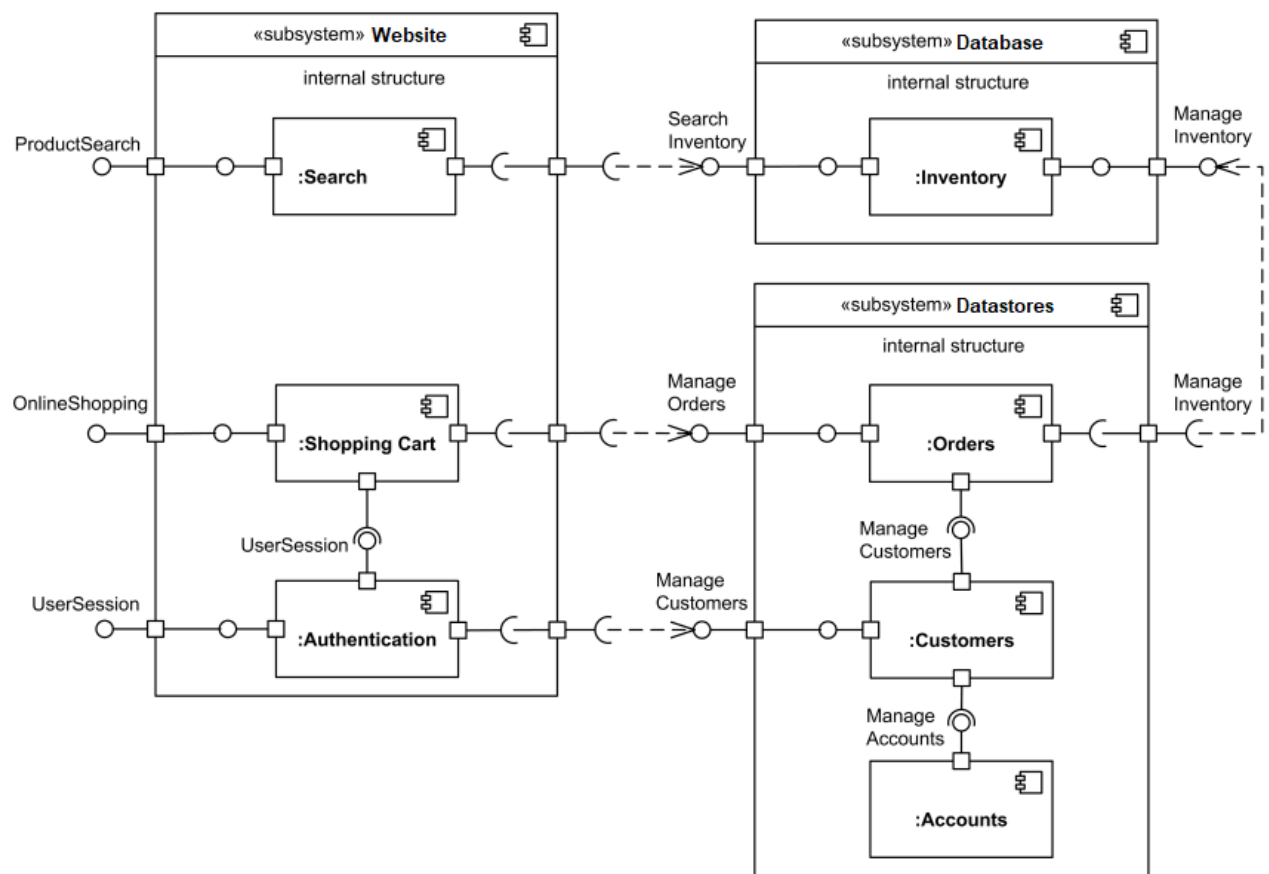 «subsystem» Website
internal structure
ProductSearch
:Search
OnlineShopping
:Shopping Cart
UserSession
UserSession
:Authentication
«subsystem» Database
internal structure
Search
Inventory
:Inventory
Manage
Inventory
«subsystem» Datastores
internal structure
Manage
Orders
:Orders
Manage
Inventory
Manage
Customers
Manage
Customers
:Customers
Manage
Accounts
:Accounts